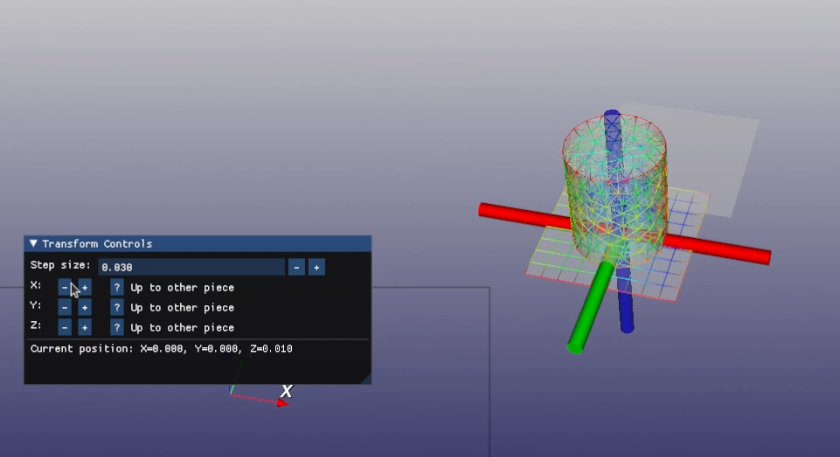 ▼ Transform Controls
Step size: 0.030 - +
X: - + ? Up to other piece
Y: - + ? Up to other piece
Z: - + ? Up to other piece
Current position: X=0.000, Y=0.000, Z=0.010
X